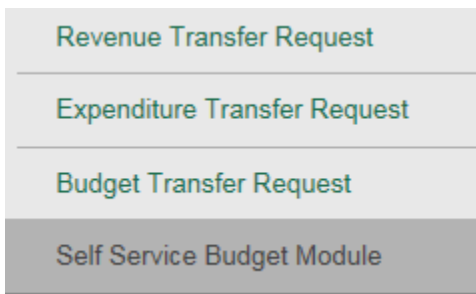 Revenue Transfer Request
Expenditure Transfer Request
Budget Transfer Request
Self Service Budget Module